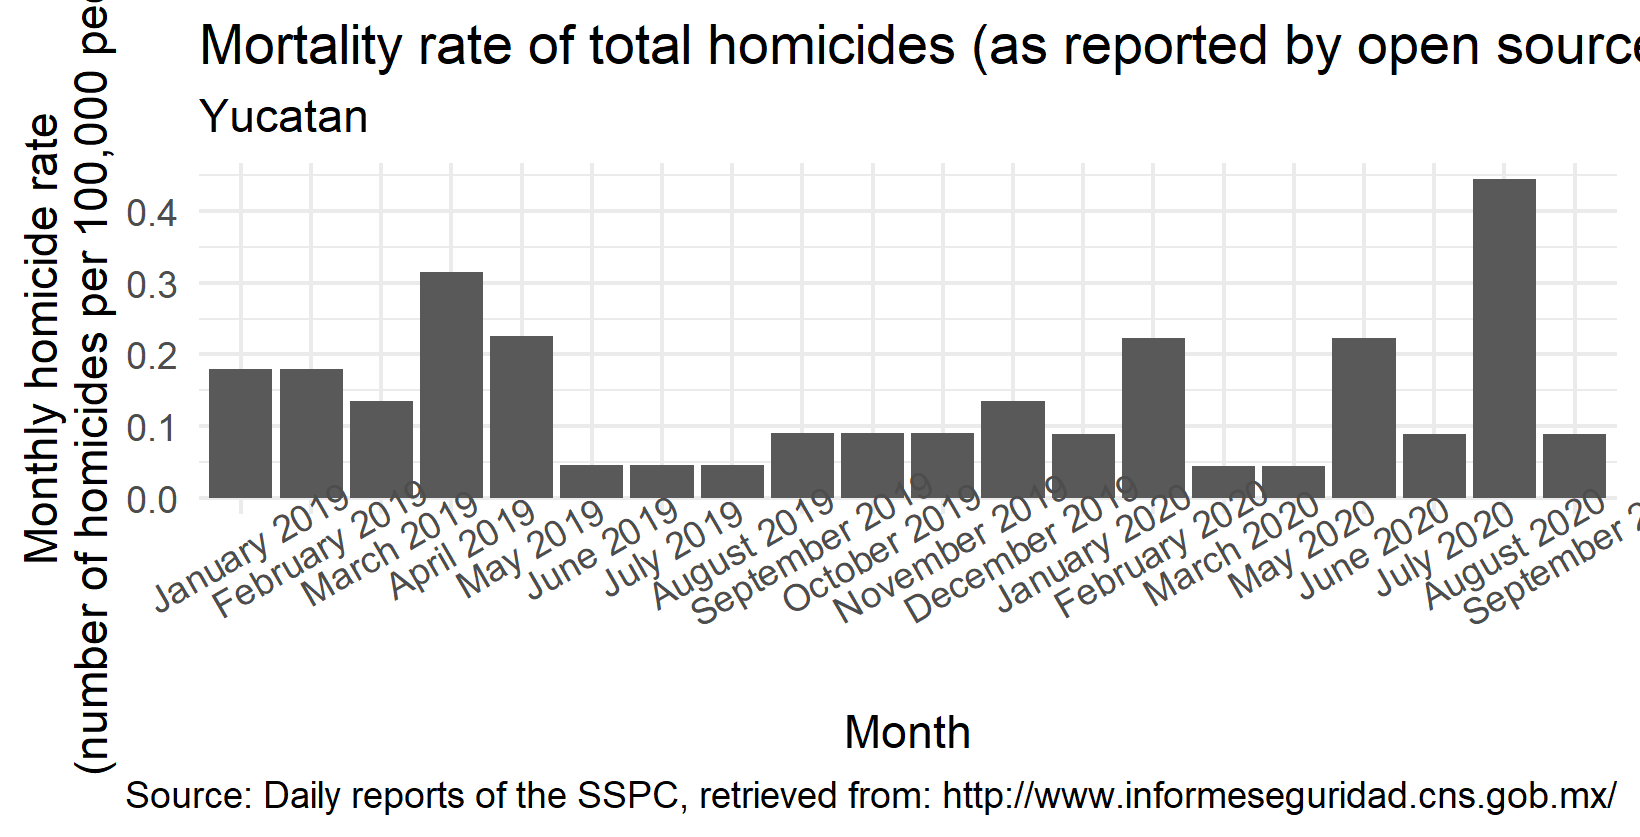 Mortality rate of total homicides (as reported by open source
Yucatan
Monthly homicide rate
(number of homicides per 100,000 pe
0.4
0.3
0.2
0.1
0.0
January 2019
February 2019
March 2019
April 2019
May 2019
June 2019
July 2019
August 2019
September 2019
October 2019
November 2019
December 2019
January 2020
February 2020
March 2020
May 2020
June 2020
July 2020
August 2020
September 2
Month
Source: Daily reports of the SSPC, retrieved from: http://www.informeseguridad.cns.gob.mx/